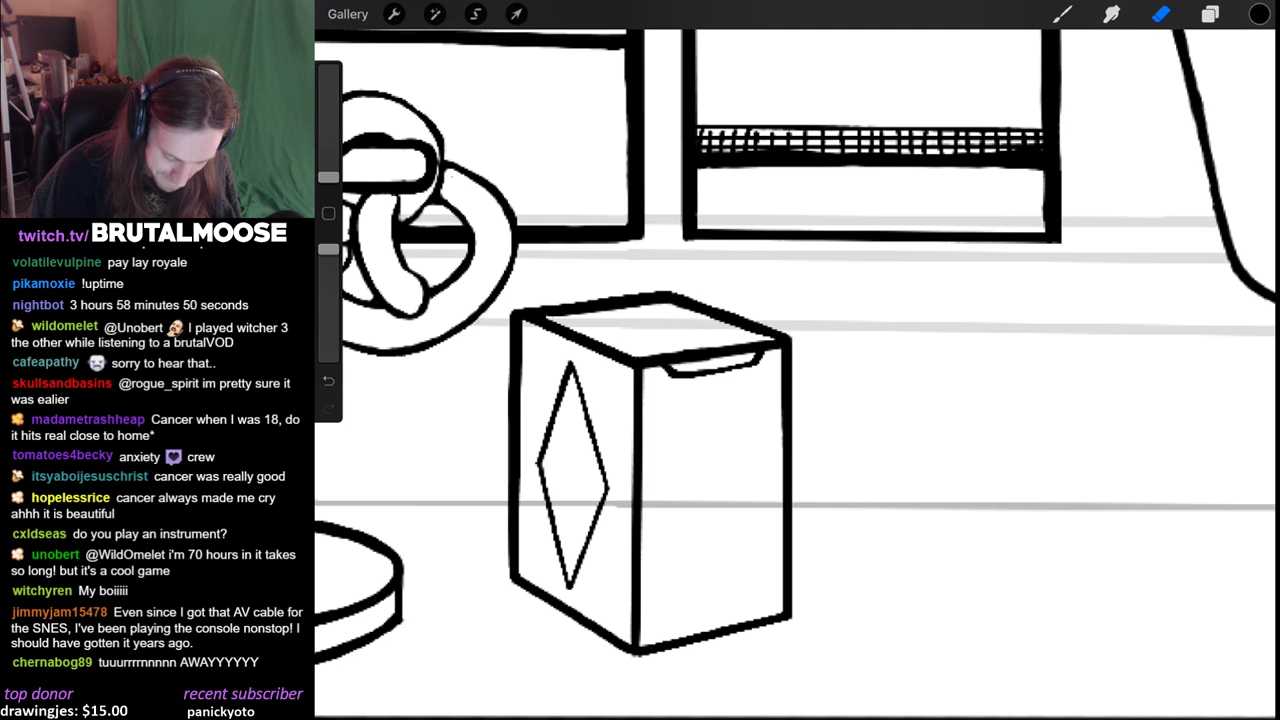 Gallery
twitch.tv/BRUTALMOOSE
volatilevulpine pay lay royale
pikamoxie !uptime
nightbot 3 hours 58 minutes 50 seconds
wildomelet @Unobert I played witcher 3
the other while listening to a brutalVOD
cafeapathy sorry to hear that..
skullsandbasins @rogue_spirit im pretty sure it
was ealier
madametrashheap Cancer when I was 18, do
it hits real close to home*
tomatoes4becky anxiety crew
itsyaboijesuschrist cancer was really good
hopelessrice cancer always made me cry
ahhh it is beautiful
cxldseas do you play an instrument?
unobert @WildOmelet i'm 70 hours in it takes
so long! but it's a cool game
witchyren My boiiiii
jimmyjam15478 Even since I got that AV cable for
the SNES, I've been playing the console nonstop! I
should have gotten it years ago.
chernabog89 tuuurrrrnnnnn AWAYYYYYY
top donor recent subscriber
drawingjes: $15.00 panickyoto